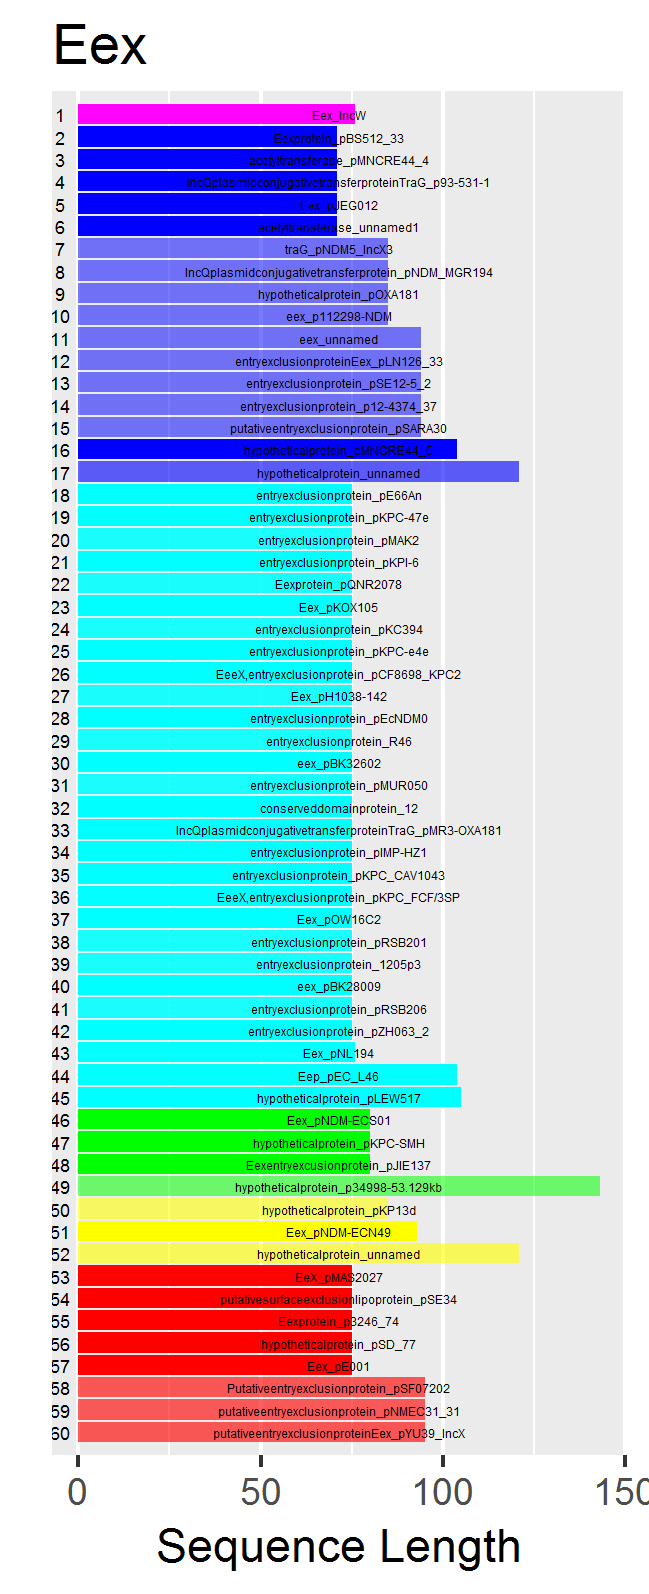 Eex
1 Eex_IncW
2 Eexprotein_pBS512_33
3 acetyltransferase_pMNCRE44_4
4 IncQplasmidconjugativetransferproteinTraG_p93-531-1
5 Eex_pJEG012
6 acetyltransferase_unnamed1
7 traG_pNDM5_IncX3
8 IncQplasmidconjugativetransferprotein_pNDM_MGR194
9 hypotheticalprotein_pOXA181
10 eex_p112298-NDM
11 eex_unnamed
12 entryexclusionproteinEex_pLN126_33
13 entryexclusionprotein_pSE12-5_2
14 entryexclusionprotein_p12-4374_37
15 putativeentryexclusionprotein_pSARA30
16 hypotheticalprotein_pMNCRE44_5
17 hypotheticalprotein_unnamed
18 entryexclusionprotein_pE66An
19 entryexclusionprotein_pKPC-47e
20 entryexclusionprotein_pMAK2
21 entryexclusionprotein_pKPI-6
22 Eexprotein_pQNR2078
23 Eex_pKOX105
24 entryexclusionprotein_pKC394
25 entryexclusionprotein_pKPC-e4e
26 EeeX,entryexclusionprotein_pCF8698_KPC2
27 Eex_pH1038-142
28 entryexclusionprotein_pEcNDM0
29 entryexclusionprotein_R46
30 eex_pBK32602
31 entryexclusionprotein_pMUR050
32 conserveddomainprotein_12
33 IncQplasmidconjugativetransferproteinTraG_pMR3-OXA181
34 entryexclusionprotein_pIMP-HZ1
35 entryexclusionprotein_pKPC_CAV1043
36 EeeX,entryexclusionprotein_pKPC_FCF/3SP
37 Eex_pOW16C2
38 entryexclusionprotein_pRSB201
39 entryexclusionprotein_1205p3
40 eex_pBK28009
41 entryexclusionprotein_pRSB206
42 entryexclusionprotein_pZH063_2
43 Eex_pNL194
44 Eep_pEC_L46
45 hypotheticalprotein_pLEW517
46 Eex_pNDM-ECS01
47 hypotheticalprotein_pKPC-SMH
48 Eexentryexcusionprotein_pJIE137
49 hypotheticalprotein_p34998-53.129kb
50 hypotheticalprotein_pKP13d
51 Eex_pNDM-ECN49
52 hypotheticalprotein_unnamed
53 EeX_pMAS2027
54 putativesurfaceexclusionlipoprotein_pSE34
55 Eexprotein_p3246_74
56 hypotheticalprotein_pSD_77
57 Eex_pE001
58 Putativeentryexclusionprotein_pSF07202
59 putativeentryexclusionprotein_pNMEC31_31
60 putativeentryexclusionproteinEex_pYU39_IncX
0 50 100 150
Sequence Length